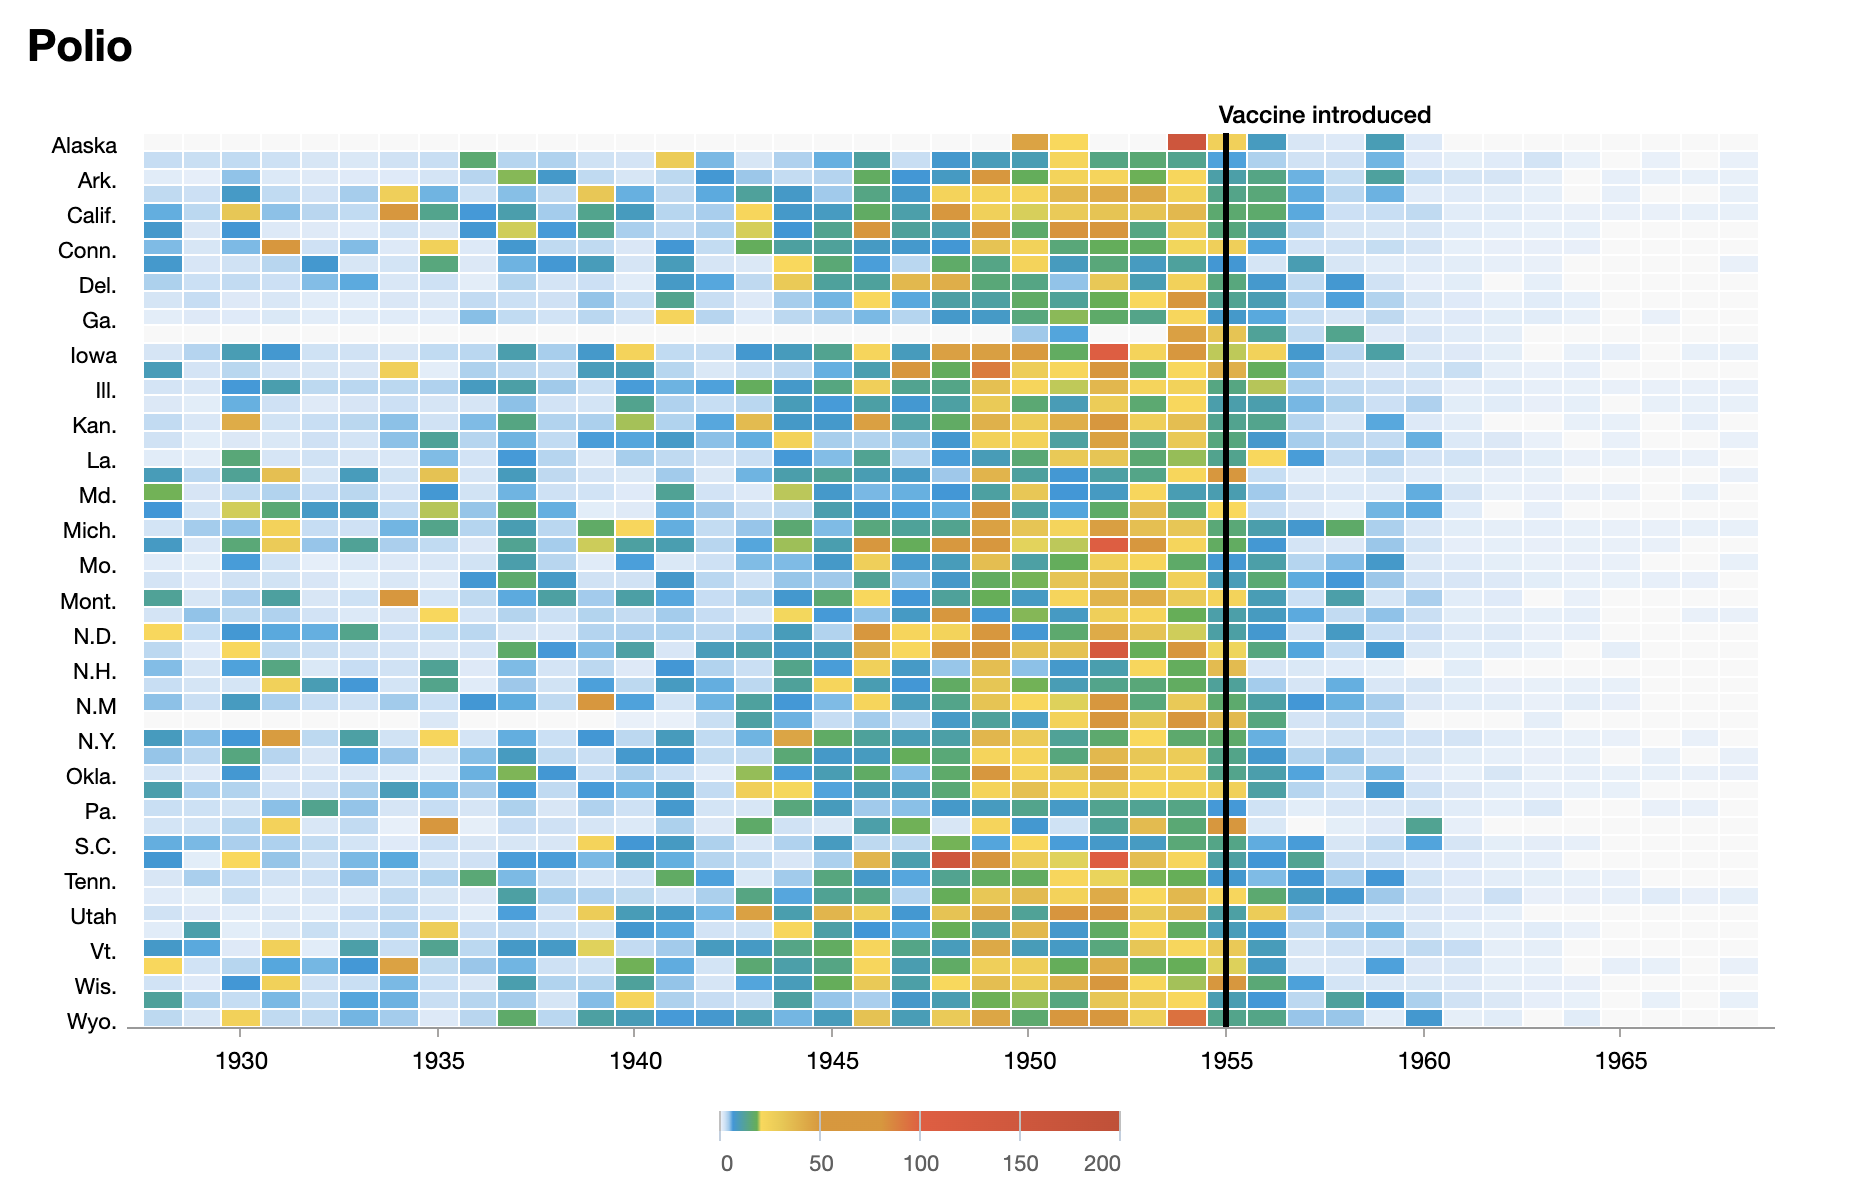 Polio
Vaccine introduced
Alaska
Ark.
Calif.
Conn.
Del.
Ga.
Iowa
Ill.
Kan.
La.
Md.
Mich.
Mo.
Mont.
N.D.
N.H.
N.M
N.Y.
Okla.
Pa.
S.C.
Tenn.
Utah
Vt.
Wis.
Wyo.
1930 1935 1940 1945 1950 1955 1960 1965
0 50 100 150 200